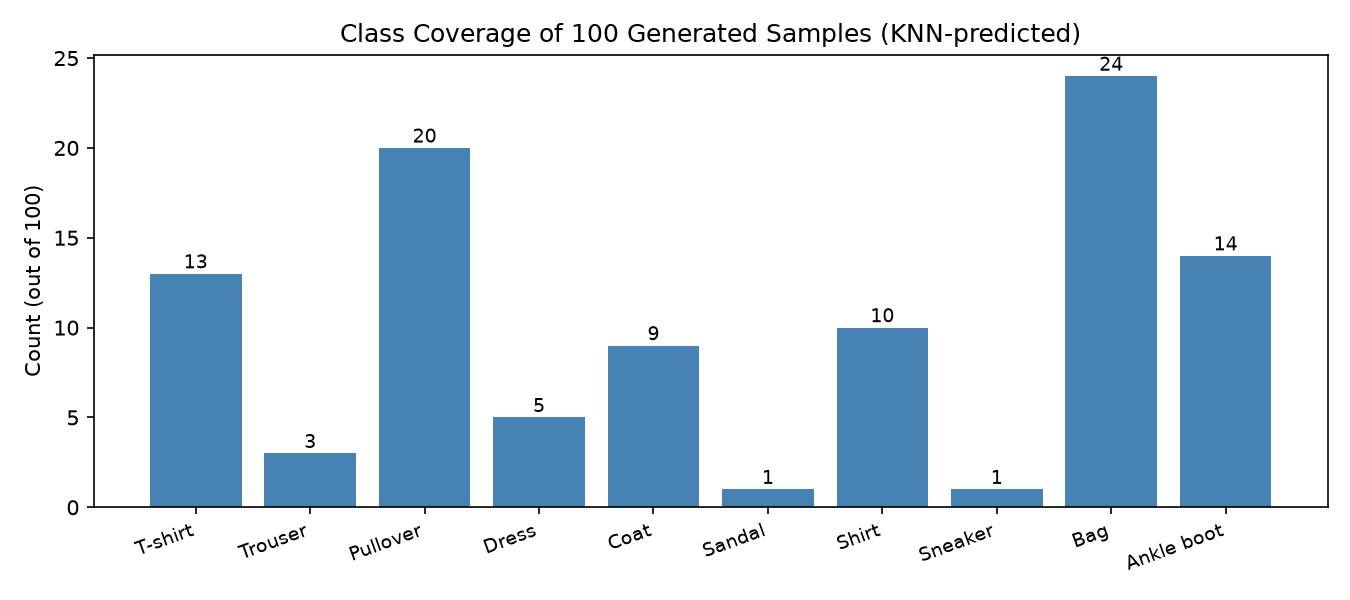 Class Coverage of 100 Generated Samples (KNN-predicted)
Count (out of 100)
25
20
15
10
5
0
13
3
20
5
9
1
10
1
24
14
T-shirt
Trouser
Pullover
Dress
Coat
Sandal
Shirt
Sneaker
Bag
Ankle boot